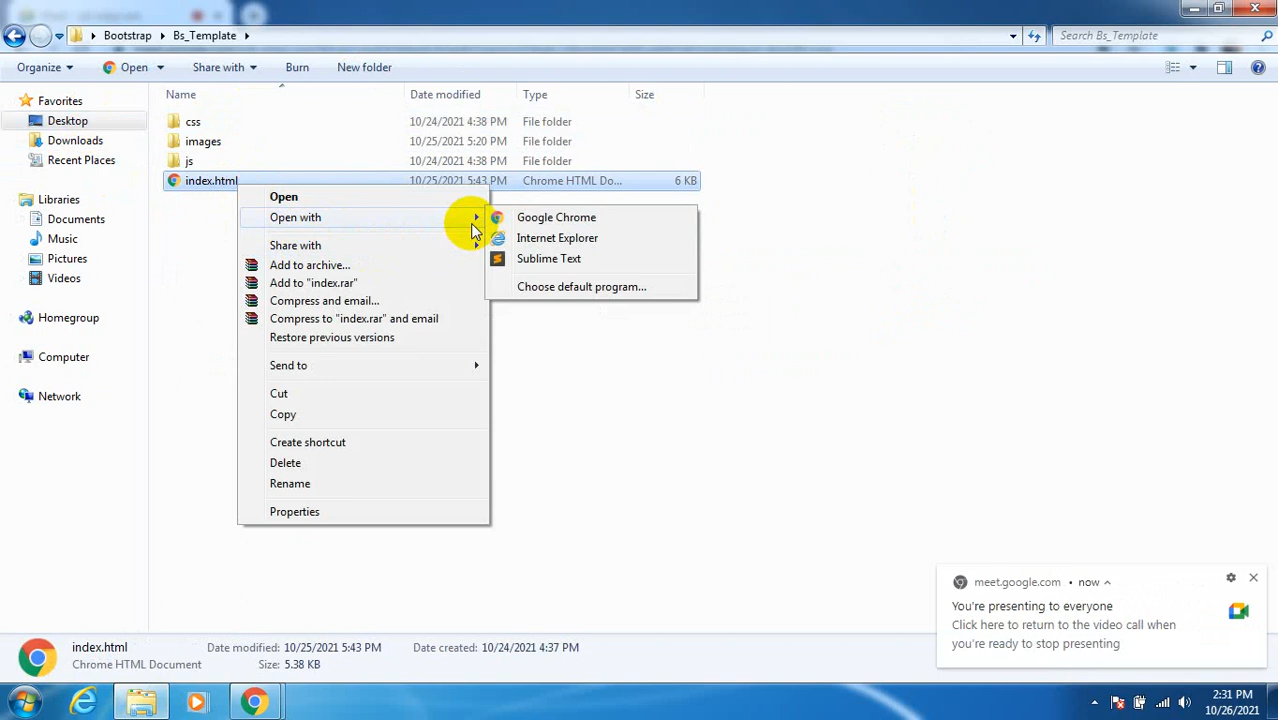 Bootstrap Bs_Template
Search Bs_Template
Organize Open Share with Burn New folder
Name Date modified Type Size
Favorites
Desktop
Downloads
Recent Places
Libraries
Documents
Music
Pictures
Videos
Homegroup
Computer
Network
css 10/24/2021 4:38 PM File folder
images 10/25/2021 5:20 PM File folder
js 10/24/2021 4:38 PM File folder
index.html 10/25/2021 5:43 PM Chrome HTML Do... 6 KB
Open
Open with
Share with
Add to archive...
Add to "index.rar"
Compress and email...
Compress to "index.rar" and email
Restore previous versions
Send to
Cut
Copy
Create shortcut
Delete
Rename
Properties
Google Chrome
Internet Explorer
Sublime Text
Choose default program...
meet.google.com • now
You're presenting to everyone
Click here to return to the video call when
you're ready to stop presenting
index.html Date modified: 10/25/2021 5:43 PM Date created: 10/24/2021 4:37 PM
Chrome HTML Document Size: 5.38 KB
2:31 PM
10/26/2021